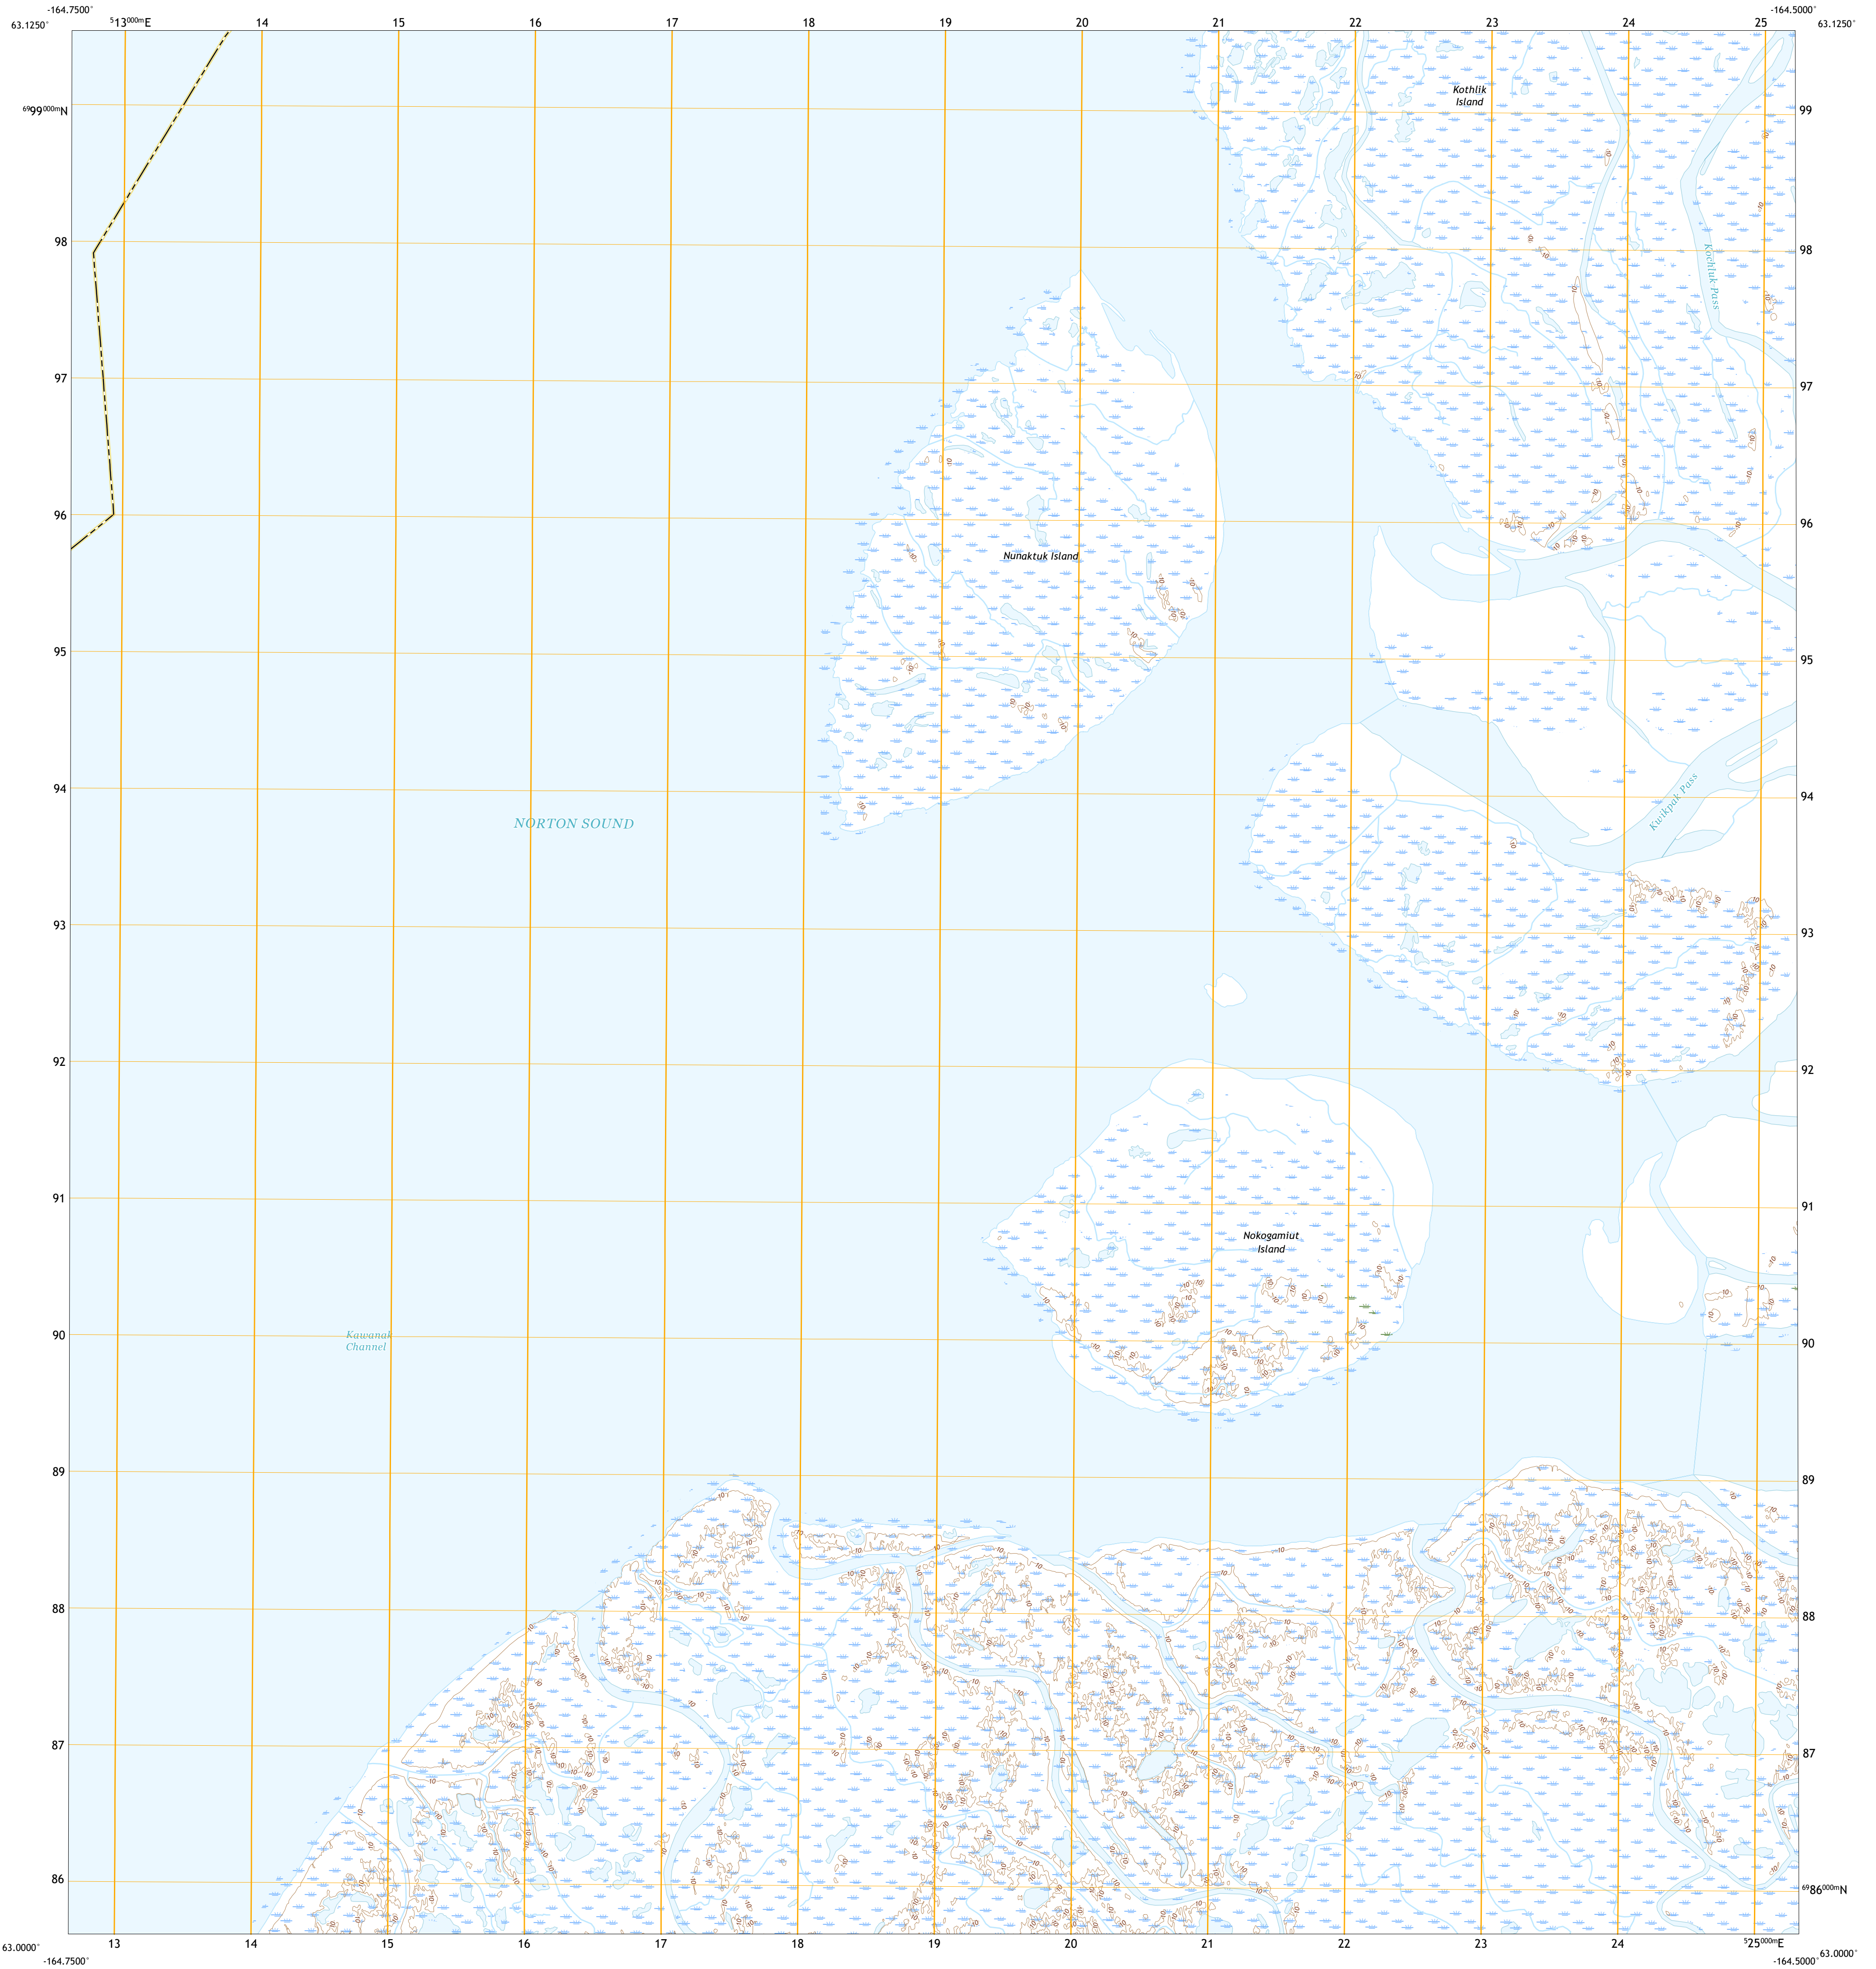 -164.7500°
-164.5000°
63.1250°
⁵13⁰⁰⁰ᵐE 14 15 16 17 18 19 20 21 22 23 24 25
63.1250°
⁶⁹99⁰⁰⁰ᵐN
99
Kothlik
Island
98
98
Kochluk Pass
97
97
96
96
Nunaktuk Island
95
95
94
94
NORTON SOUND
Kwikpak Pass
93
93
92
92
91
91
Nokogamiut
Island
90
90
Kawanak
Channel
89
89
88
88
87
87
86
⁶⁹86⁰⁰⁰ᵐN
63.0000°
13 14 15 16 17 18 19 20 21 22 23 24 ⁵25⁰⁰⁰ᵐE
63.0000°
-164.7500°
-164.5000°